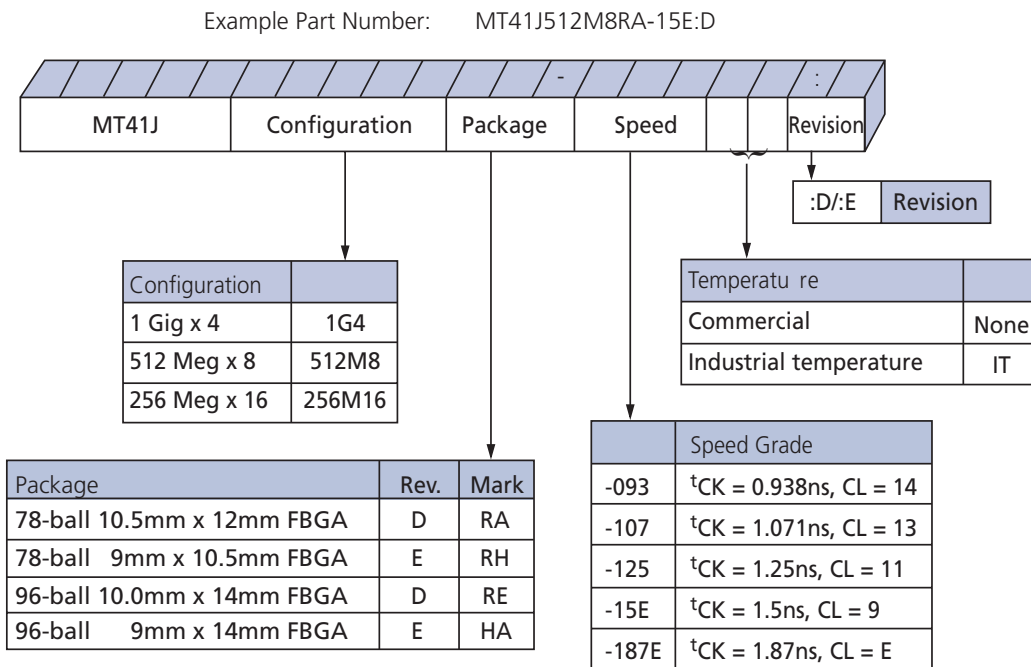 Example Part Number: MT41J512M8RA-15E:D
- :
MT41J Configuration Package Speed Revision
:D/:E Revision
Configuration
1 Gig x 4 1G4
512 Meg x 8 512M8
256 Meg x 16 256M16
Temperatu re
Commercial None
Industrial temperature IT
Package Rev. Mark
78-ball 10.5mm x 12mm FBGA D RA
78-ball 9mm x 10.5mm FBGA E RH
96-ball 10.0mm x 14mm FBGA D RE
96-ball 9mm x 14mm FBGA E HA
Speed Grade
-093 tCK = 0.938ns, CL = 14
-107 tCK = 1.071ns, CL = 13
-125 tCK = 1.25ns, CL = 11
-15E tCK = 1.5ns, CL = 9
-187E tCK = 1.87ns, CL = E